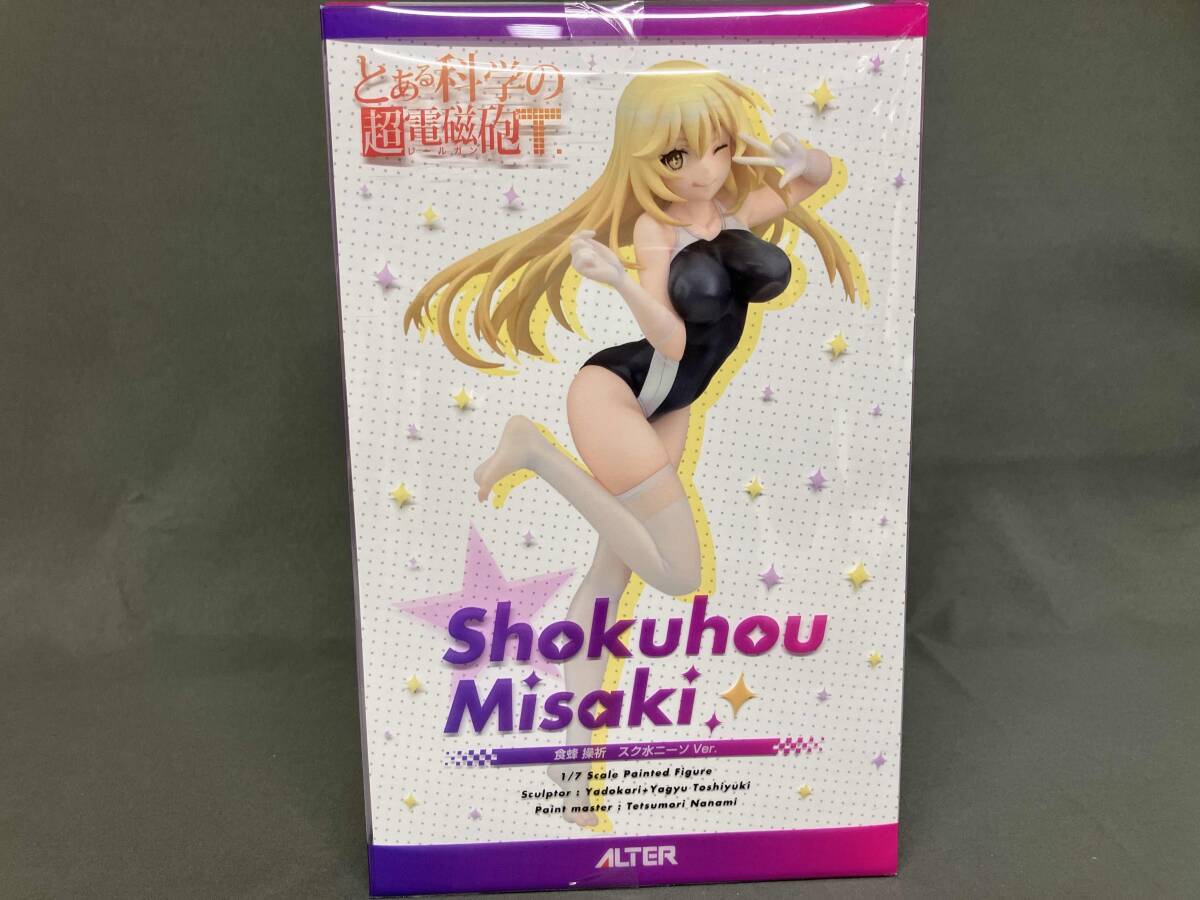 とある科学の
超電磁砲T.
レールガン
Shokuhou
Misaki
食蜂 操祈 スク水ニーソ Ver.
1/7 Scale Painted Figure
Sculptor : Yadokari+Yagyu Toshiyuki
Paint master : Tetsumori Nanami
ALTER